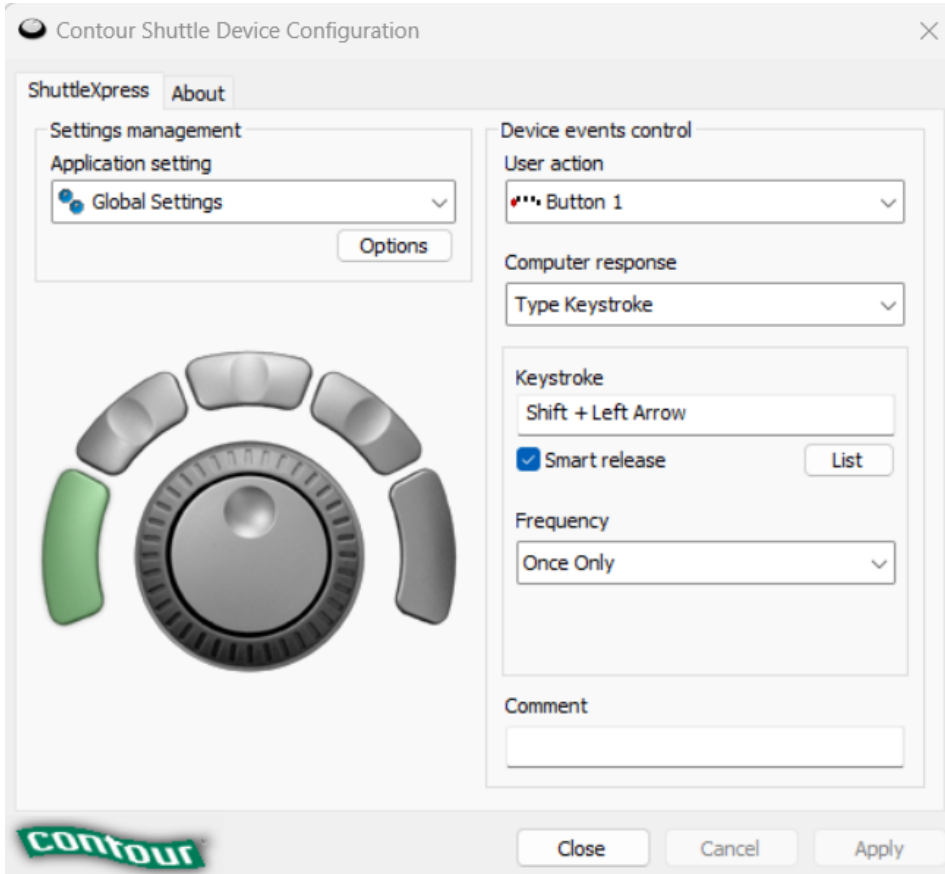 Contour Shuttle Device Configuration
ShuttleXpress
About
Settings management
Application setting
Global Settings
Options
Device events control
User action
Button 1
Computer response
Type Keystroke
Keystroke
Shift + Left Arrow
Smart release
List
Frequency
Once Only
Comment
contour
Close
Cancel
Apply